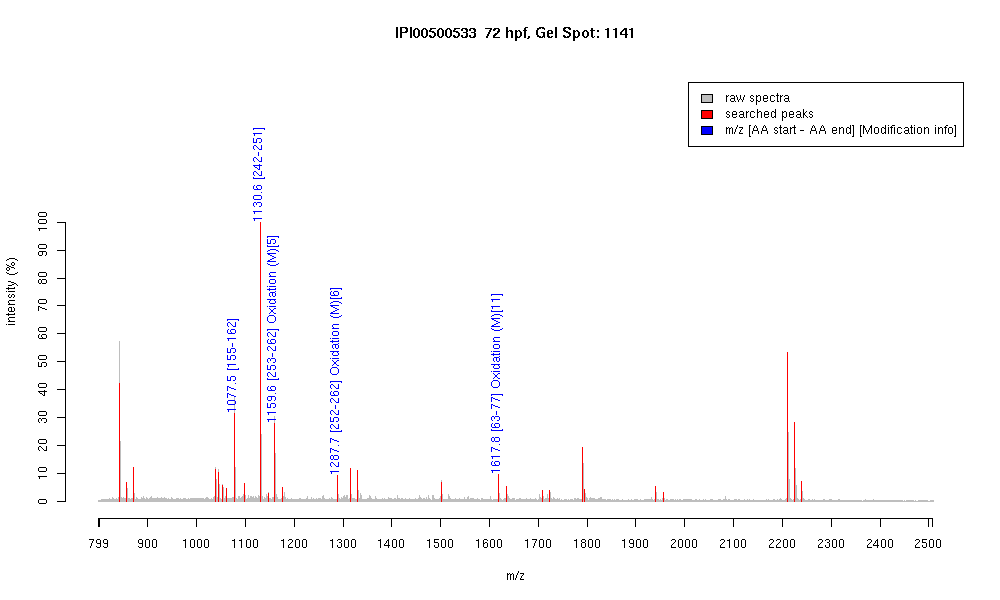 IPI00500533 72 hpf, Gel Spot: 1141
raw spectra
searched peaks
m/z [AA start - AA end] [Modification info]
1077.5 [155-162]
1130.6 [242-251]
1159.6 [253-262] Oxidation (M)[5]
1287.7 [252-262] Oxidation (M)[6]
1617.8 [63-77] Oxidation (M)[11]
intensity (%)
100
90
80
70
60
50
40
30
20
10
0
799 900 1000 1100 1200 1300 1400 1500 1600 1700 1800 1900 2000 2100 2200 2300 2400 2500
m/z